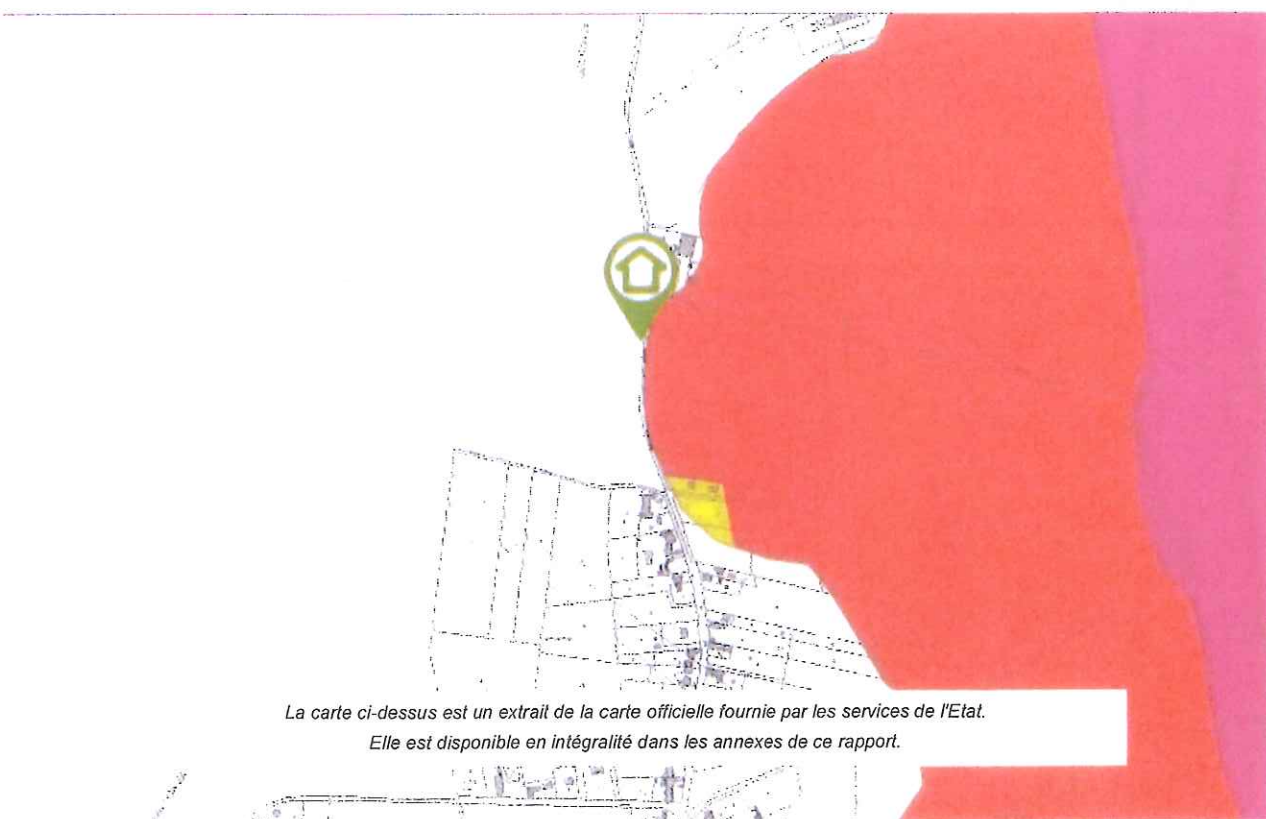 La carte ci-dessus est un extrait de la carte officielle fournie par les services de l'Etat.
Elle est disponible en intégralité dans les annexes de ce rapport.